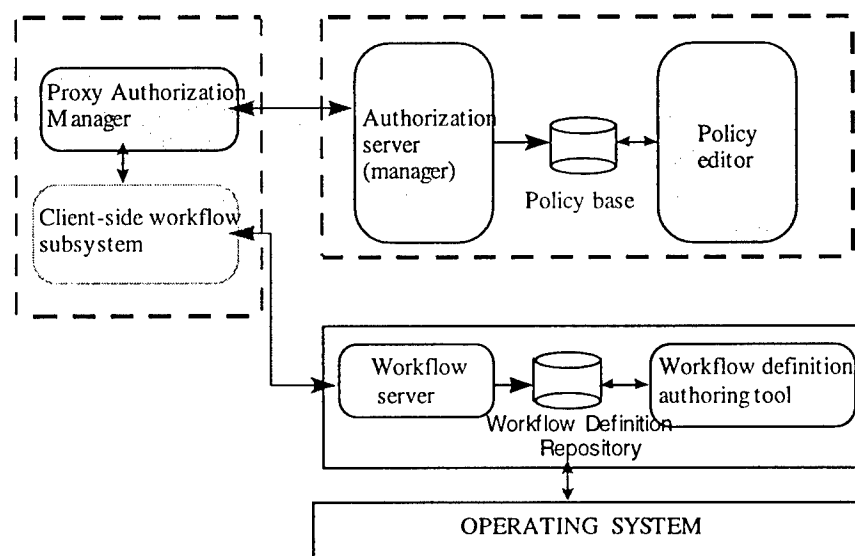 Proxy Authorization
Manager
Client-side workflow
subsystem
Authorization
server
(manager)
Policy base
Policy
editor
Workflow
server
Workflow Definition
Repository
Workflow definition
authoring tool
OPERATING SYSTEM